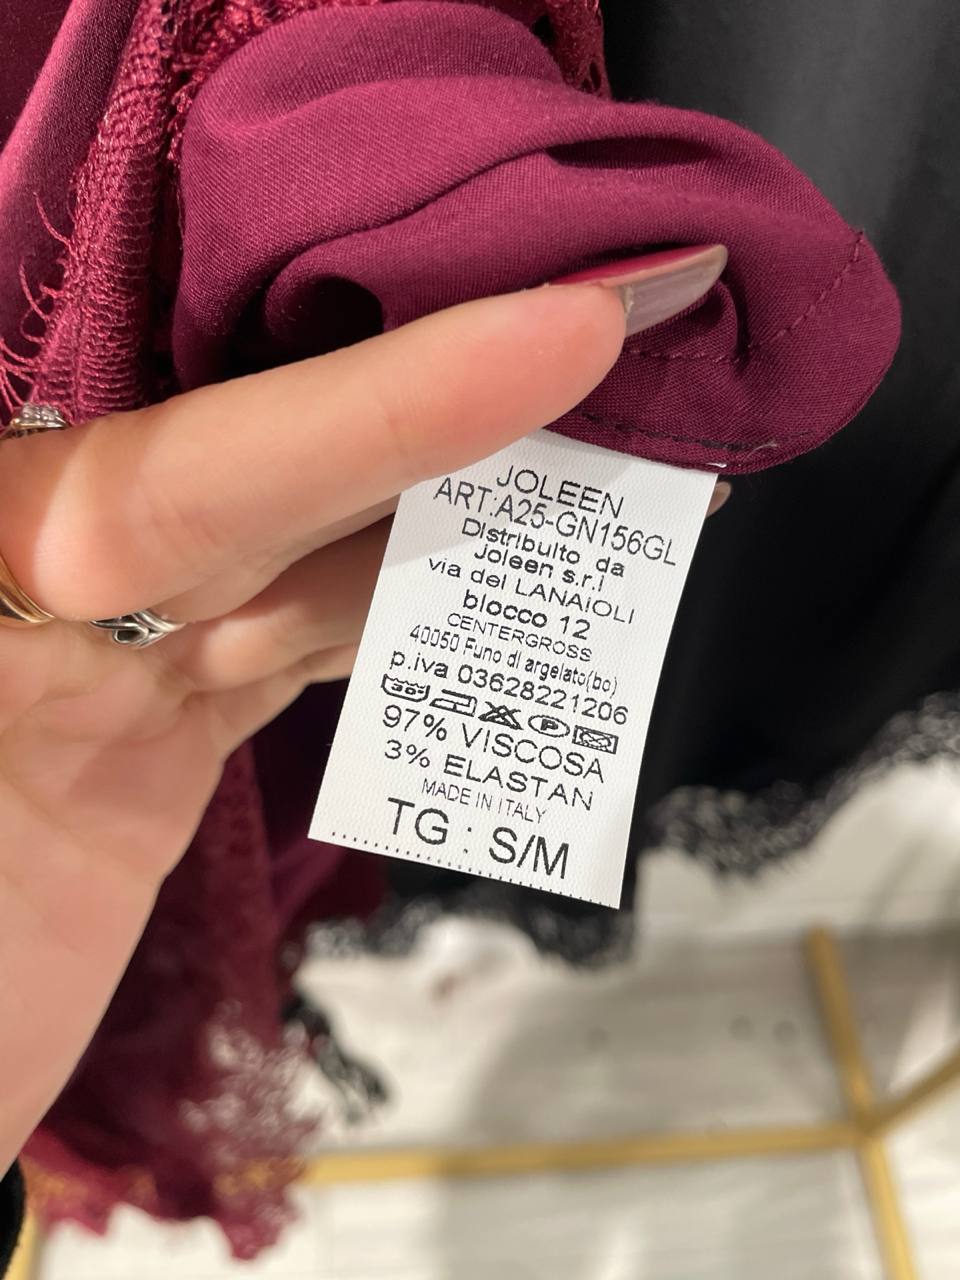 JOLEEN
ART:A25-GN156GL
Distribuito da
Joleen s.r.l
via del LANAIOLI
blocco 12
CENTERGROSS
40050 Funo di argelato(bo)
p.iva 03628221206
97% VISCOSA
3% ELASTAN
MADE IN ITALY
TG : S/M